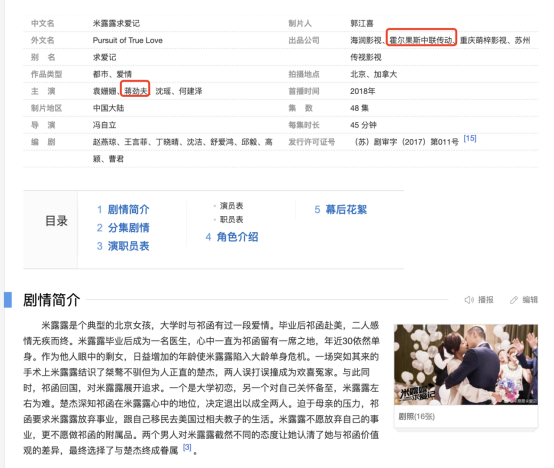 中文名 米露露求爱记 制片人 郭江喜
外文名 Pursuit of True Love 出品公司 海润影视、霍尔果斯中联传动、重庆萌梓影视、苏州
别 名 求爱记 传视影视
作品类型 都市、爱情 拍摄地点 北京、加拿大
主 演 袁姗姗、蒋劲夫、沈瑶、何建泽 首播时间 2018年
制片地区 中国大陆 集 数 48 集
导 演 冯自立 每集时长 45 分钟
编 剧 赵燕琼、王言菲、丁晓晴、沈洁、舒爱鸿、邱毅、高 发行许可证号 （苏）剧审字（2017）第011号 [15]
颖、曹君
目录
1 剧情简介
2 分集剧情
3 演职员表
· 演员表
· 职员表
4 角色介绍
5 幕后花絮
剧情简介 播报 编辑
米露露是个典型的北京女孩，大学时与祁函有过一段爱情。毕业后祁函赴美，二人感
情无疾而终。米露露毕业后成为一名医生，心中一直为祁函留有一席之地，年近30依然单
身。作为他人眼中的剩女，日益增加的年龄使米露露陷入大龄单身危机。一场突如其来的
手术上米露露结识了桀骜不驯但为人正直的楚杰，两人误打误撞成为欢喜冤家。与此同
时，祁函回国，对米露露展开追求。一个是大学初恋，另一个对自己关怀备至，米露露左
右为难。楚杰深知祁函在米露露心中的地位，决定退出以成全两人。迫于母亲的压力，祁
函要求米露露放弃事业，跟自己移民去美国过相夫教子的生活。米露露不愿放弃自己的事
业，更不愿做祁函的附属品。两个男人对米露露截然不同的态度让她认清了她与祁函价值
观的差异，最终选择了与楚杰终成眷属 [3] 。
米露露求爱记
剧照(16张)